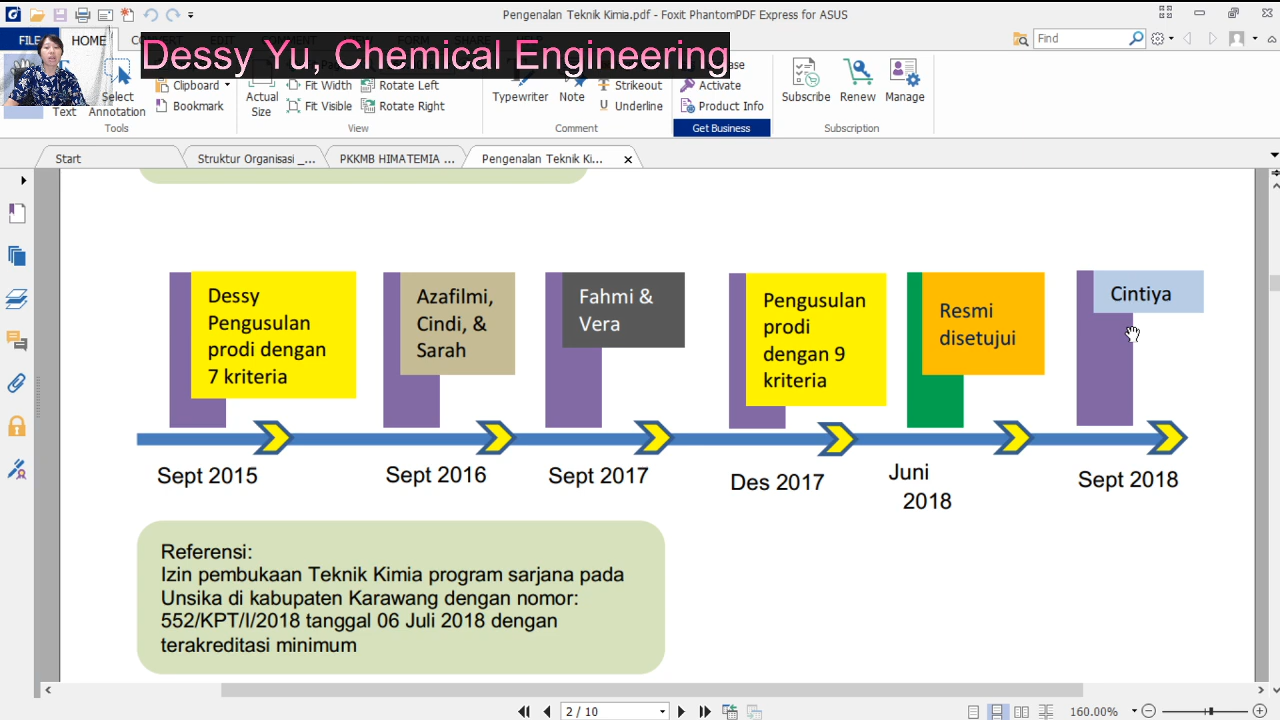 Pengenalan Teknik Kimia.pdf - Foxit PhantomPDF Express for ASUS
FILE
HOME
Dessy Yu, Chemical Engineering
Find
Text
Select
Annotation
Clipboard
Bookmark
Tools
Actual
Size
Fit Width
Fit Visible
Rotate Left
Rotate Right
View
Typewriter
Note
Strikeout
Underline
Comment
Activate
Product Info
Get Business
Subscribe
Renew
Manage
Subscription
Start
Struktur Organisasi _...
PKKMB HIMATEMIA ...
Pengenalan Teknik Ki...
Dessy
Pengusulan
prodi dengan
7 kriteria
Azafilmi,
Cindi, &
Sarah
Fahmi &
Vera
Pengusulan
prodi
dengan 9
kriteria
Resmi
disetujui
Cintiya
Sept 2015
Sept 2016
Sept 2017
Des 2017
Juni
2018
Sept 2018
Referensi:
Izin pembukaan Teknik Kimia program sarjana pada
Unsika di kabupaten Karawang dengan nomor:
552/KPT/I/2018 tanggal 06 Juli 2018 dengan
terakreditasi minimum
2 / 10
160.00%